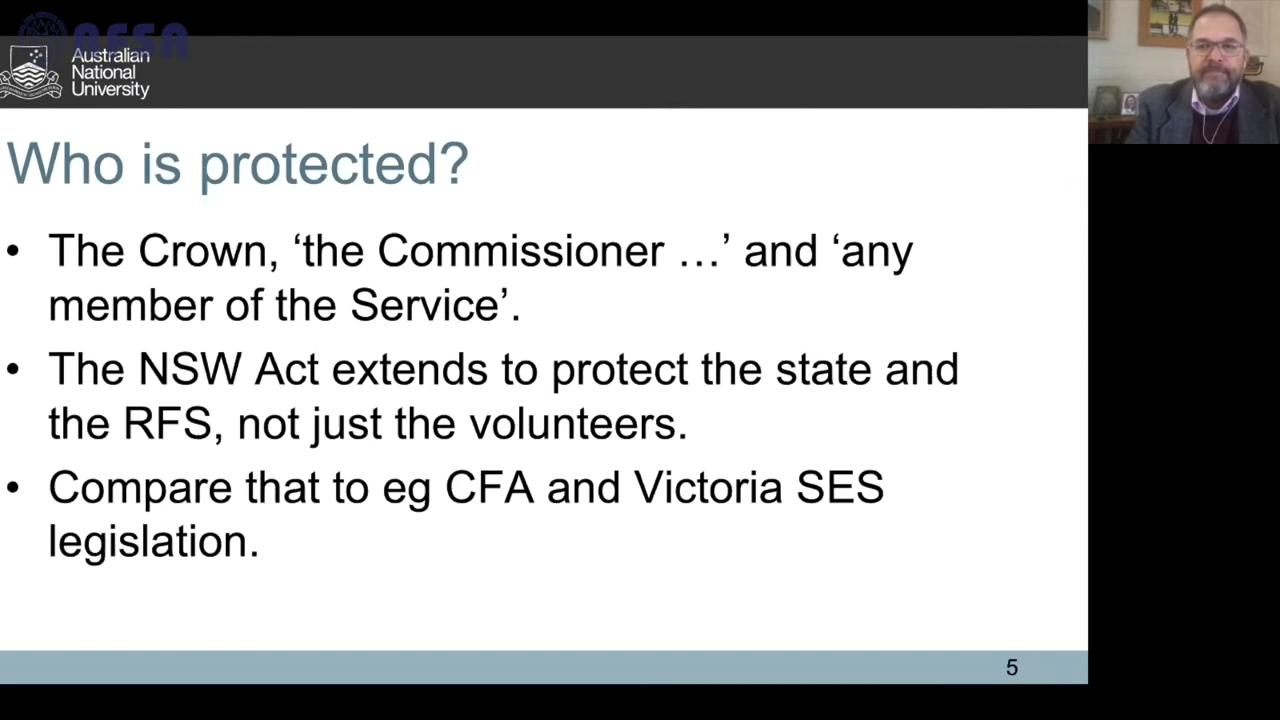 RFSA
Australian
National
University
Who is protected?
• The Crown, ‘the Commissioner …’ and ‘any
member of the Service’.
• The NSW Act extends to protect the state and
the RFS, not just the volunteers.
• Compare that to eg CFA and Victoria SES
legislation.
5